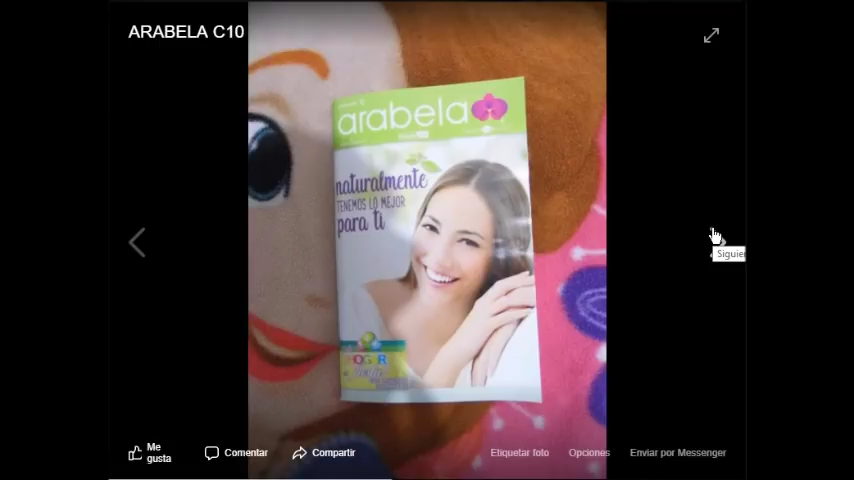 ARABELA C10
arabela
naturalmente
TENEMOS LO MEJOR
para ti
HOGAR
Siguie
Me gusta
Comentar
Compartir
Etiquetar foto
Opciones
Enviar por Messenger